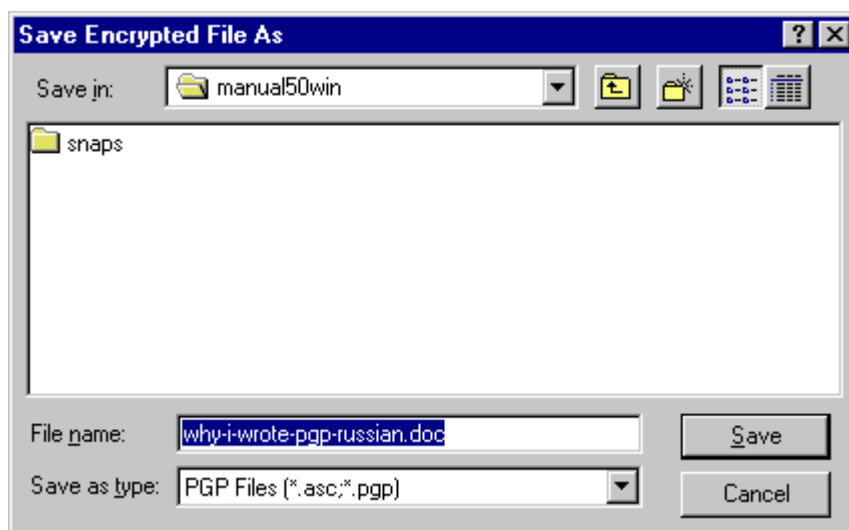 Save Encrypted File As
Save in: manual50win
snaps
File name: why-i-wrote-pgp-russian.doc Save
Save as type: PGP Files (*.asc;*.pgp) Cancel